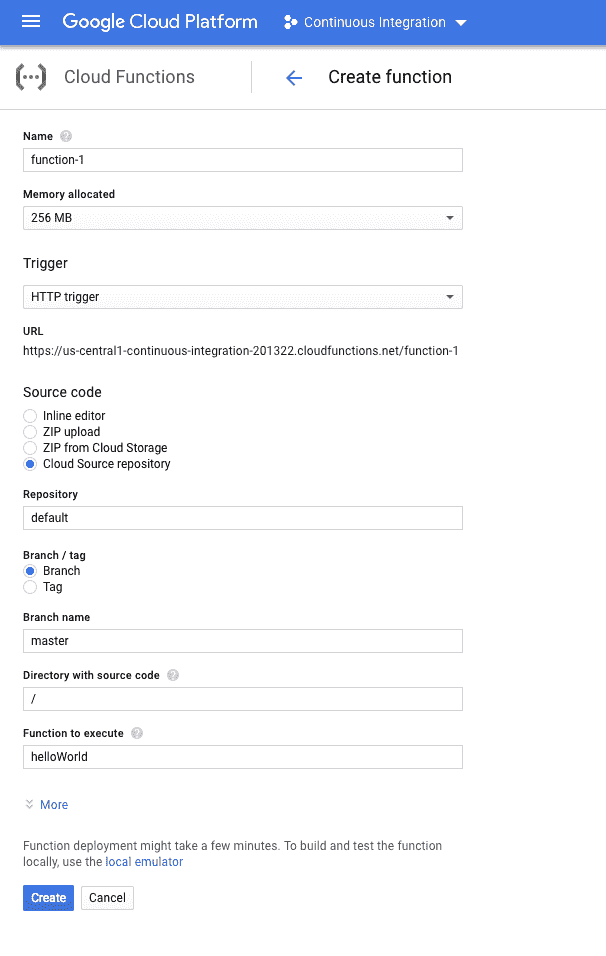 Google Cloud Platform
Continuous Integration
Cloud Functions
Create function
Name
function-1
Memory allocated
256 MB
Trigger
HTTP trigger
URL
https://us-central1-continuous-integration-201322.cloudfunctions.net/function-1
Source code
Inline editor
ZIP upload
ZIP from Cloud Storage
Cloud Source repository
Repository
default
Branch / tag
Branch
Tag
Branch name
master
Directory with source code
/
Function to execute
helloWorld
More
Function deployment might take a few minutes. To build and test the function
locally, use the local emulator
Create Cancel